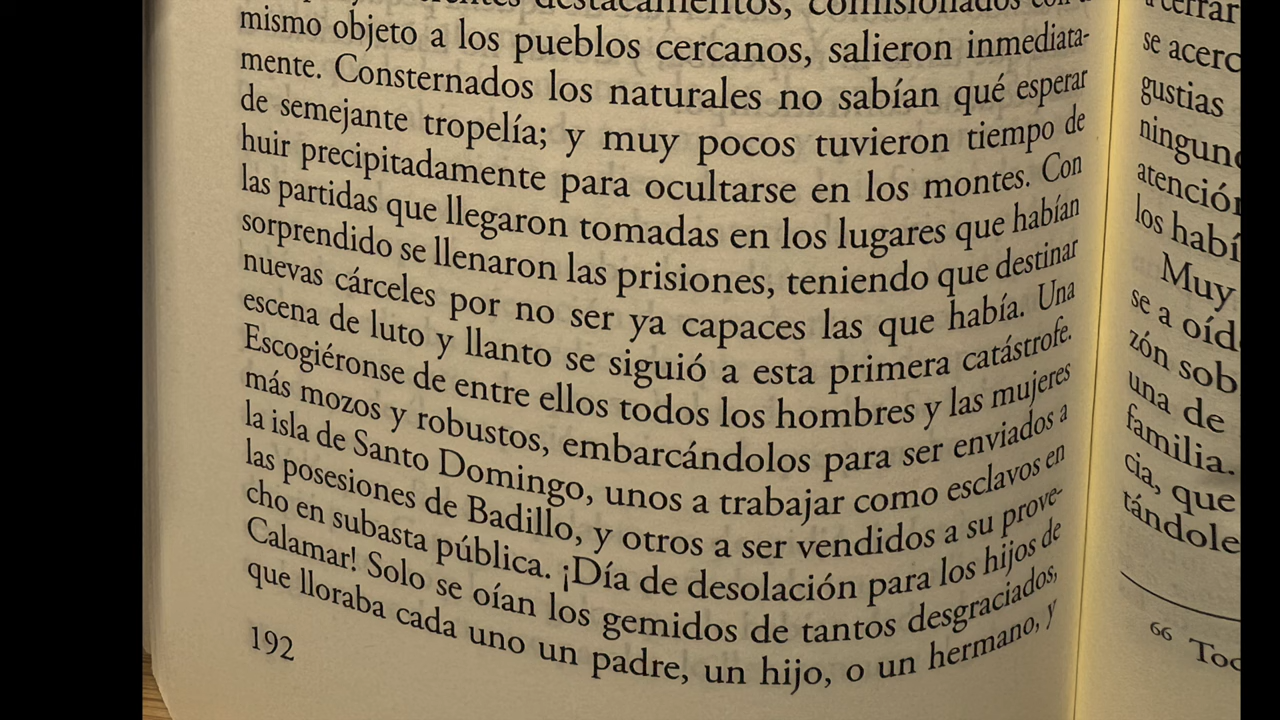 destacamentos, comisionados con
mismo objeto a los pueblos cercanos, salieron inmediata-
mente. Consternados los naturales no sabían qué esperar
de semejante tropelía; y muy pocos tuvieron tiempo de
huir precipitadamente para ocultarse en los montes. Con
las partidas que llegaron tomadas en los lugares que habían
sorprendido se llenaron las prisiones, teniendo que destinar
nuevas cárceles por no ser ya capaces las que había. Una
escena de luto y llanto se siguió a esta primera catástrofe.
Escogiéronse de entre ellos todos los hombres y las mujeres
más mozos y robustos, embarcándolos para ser enviados a
la isla de Santo Domingo, unos a trabajar como esclavos en
las posesiones de Badillo, y otros a ser vendidos a su prove-
cho en subasta pública. ¡Día de desolación para los hijos de
Calamar! Solo se oían los gemidos de tantos desgraciados,
que lloraba cada uno un padre, un hijo, o un hermano, y
192
se acerc
gustias
ningun
atención
los habí
Muy
se a oíd
zón sob
una de
familia.
cia, que
tándole
66 Toc